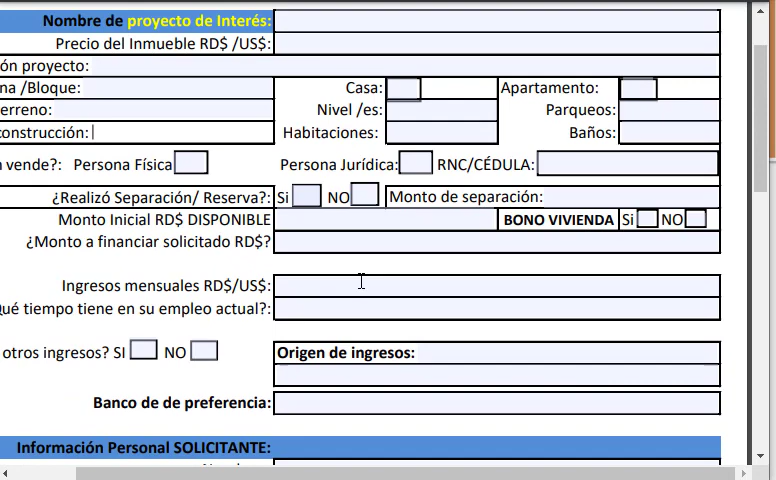 Nombre de proyecto de Interés:
Precio del Inmueble RD$ /US$:
ón proyecto:
na /Bloque: Casa: Apartamento:
erreno: Nivel /es: Parqueos:
construcción: Habitaciones: Baños:
n vende?: Persona Física Persona Jurídica: RNC/CÉDULA:
¿Realizó Separación/ Reserva?: Si NO Monto de separación:
Monto Inicial RD$ DISPONIBLE BONO VIVIENDA Si NO
¿Monto a financiar solicitado RD$?
Ingresos mensuales RD$/US$:
Qué tiempo tiene en su empleo actual?:
otros ingresos? SI NO Origen de ingresos:
Banco de de preferencia:
Información Personal SOLICITANTE: